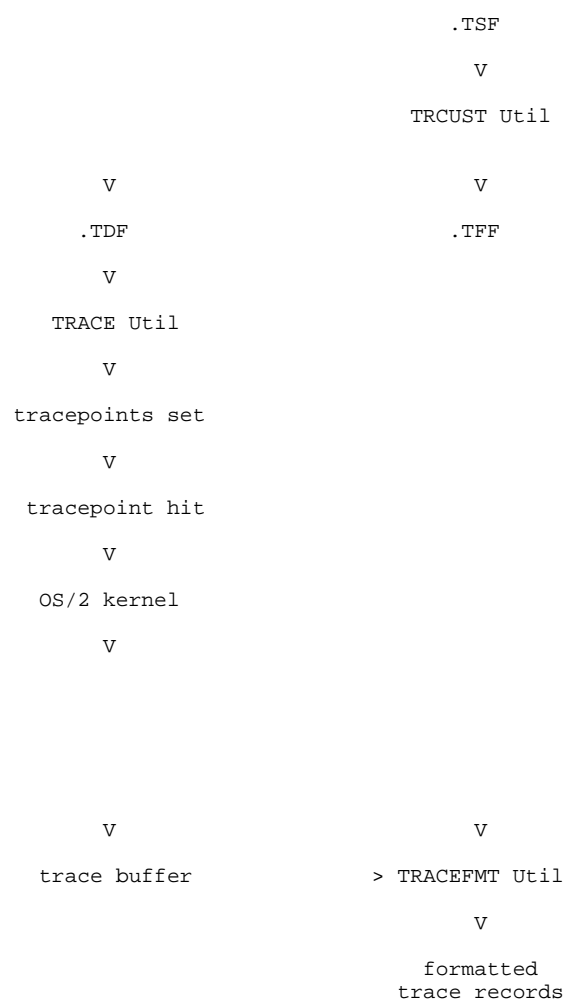 .TSF
V
TRCUST Util
V V
.TDF .TFF
V
TRACE Util
V
tracepoints set
V
tracepoint hit
V
OS/2 kernel
V
V V
trace buffer > TRACEFMT Util
V
formatted
trace records